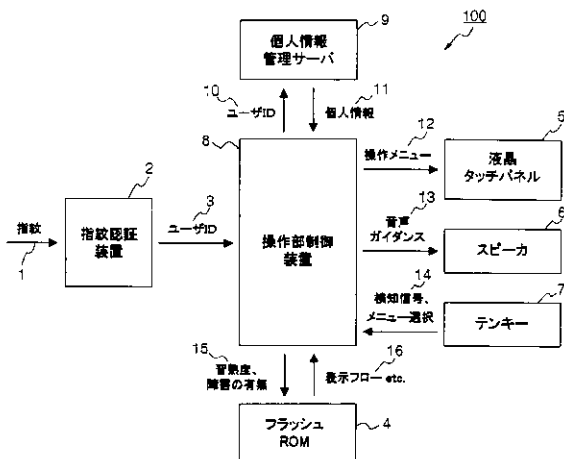 100
9
個人情報
管理サーバ
10
ユーザID
11
個人情報
8
12
操作メニュー
5
液晶
タッチパネル
2
指紋
1
指紋認証
装置
3
ユーザID
操作部制御
装置
13
音声
ガイダンス
6
スピーカ
14
検知信号、
メニュー選択
7
テンキー
15
習熟度、
障害の有無
16
表示フロー etc.
フラッシュ
ROM
4